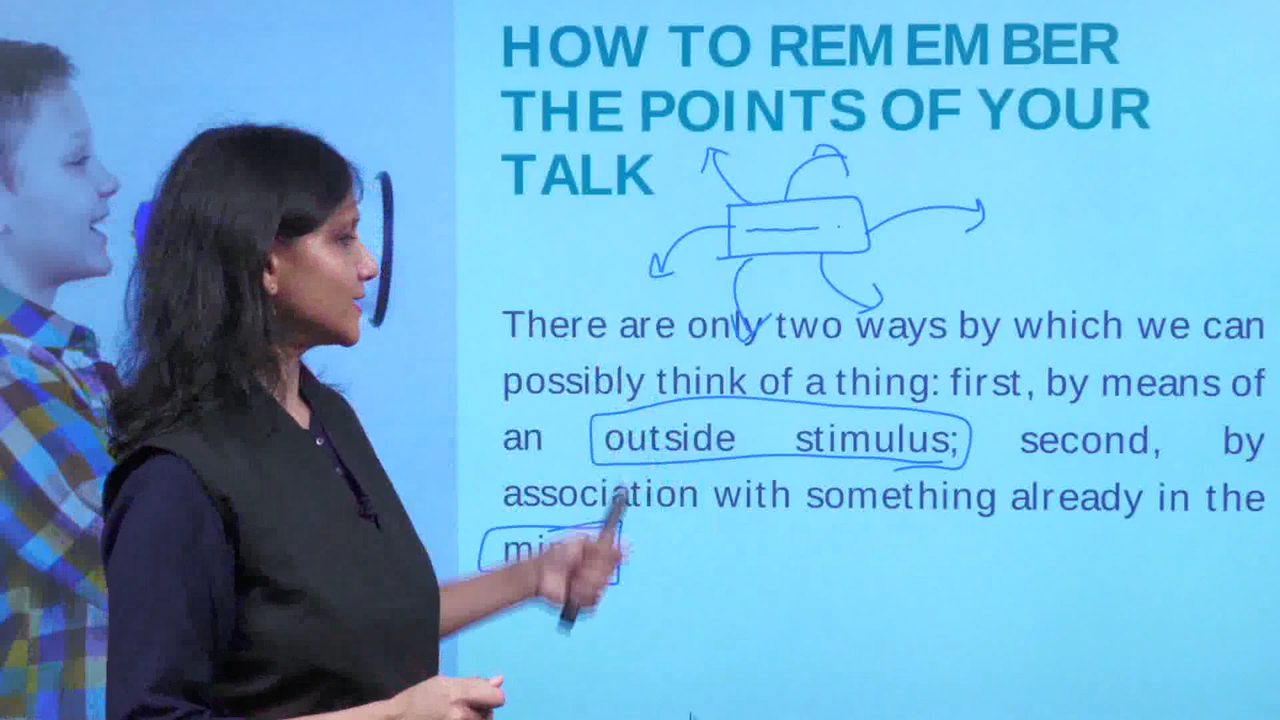 HOW TO REMEMBER
THE POINTS OF YOUR
TALK
There are only two ways by which we can
possibly think of a thing: first, by means of
an outside stimulus; second, by
association with something already in the